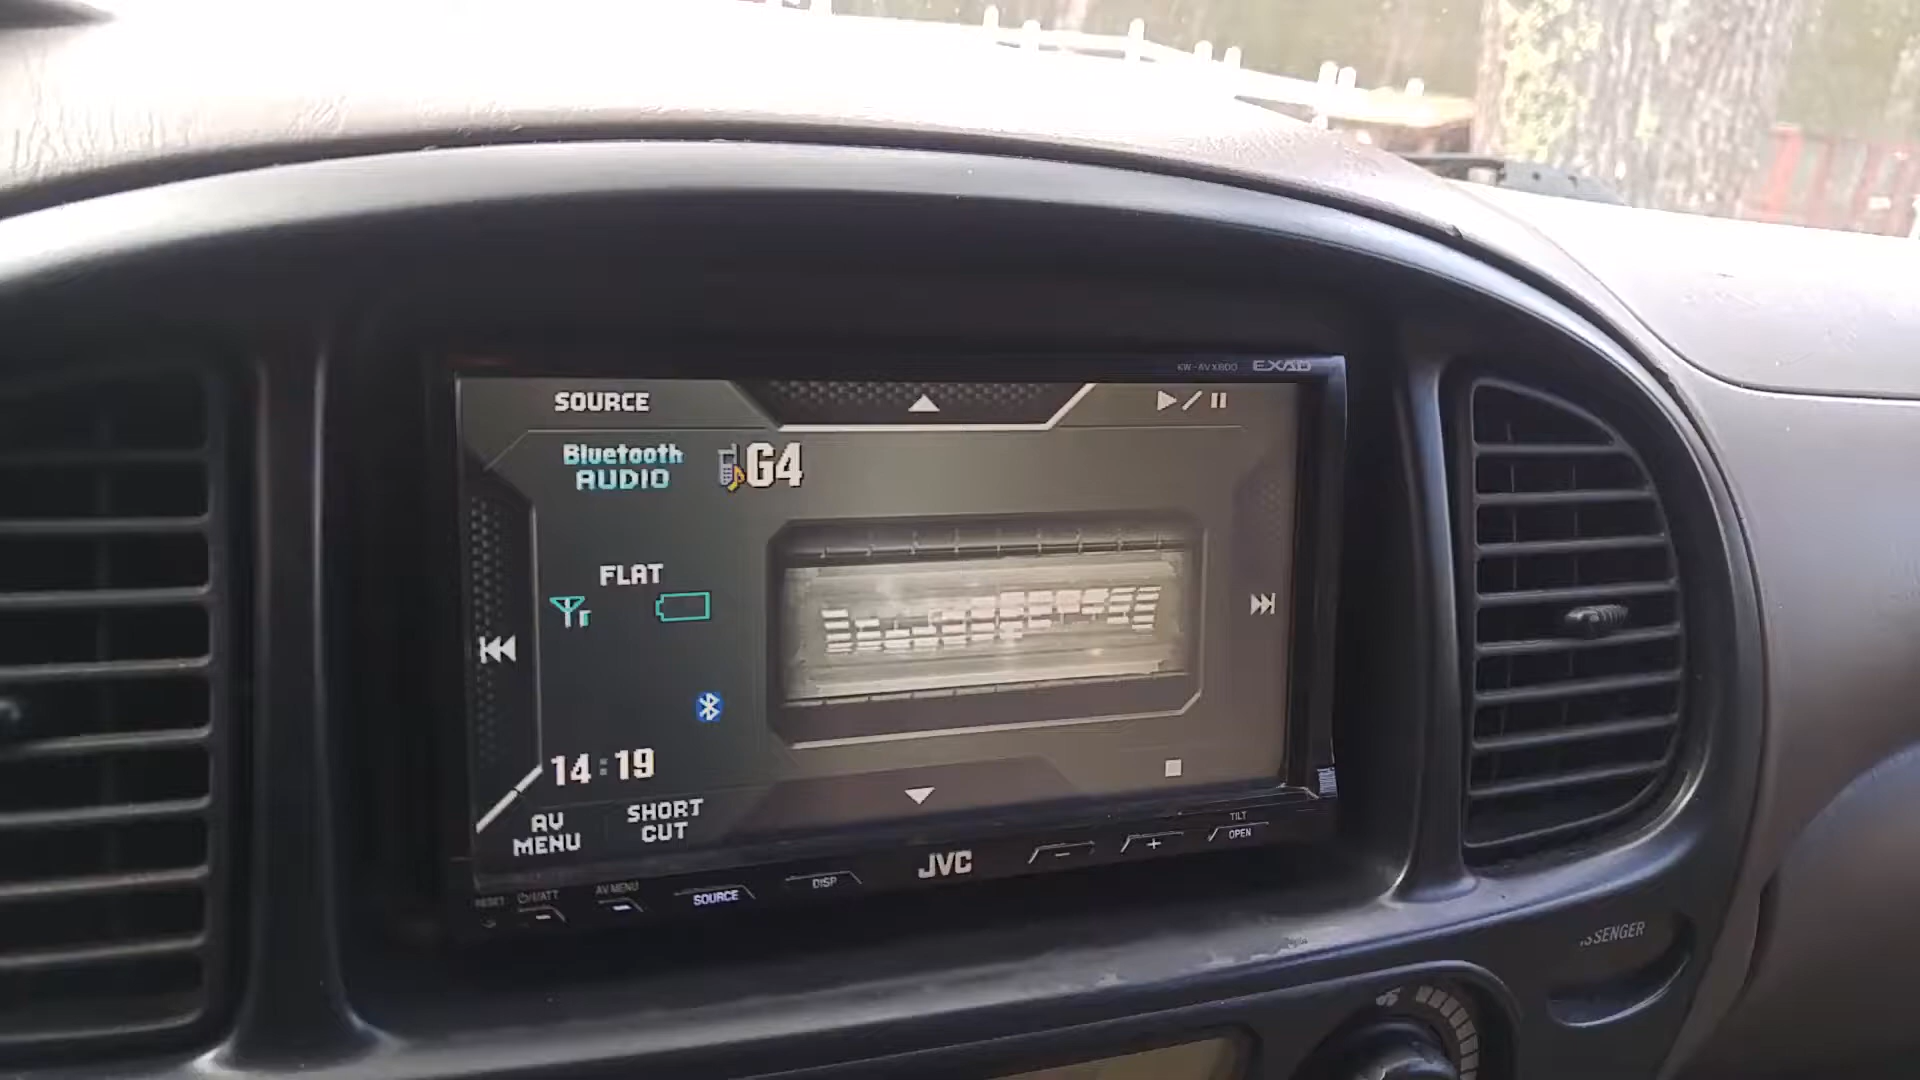 KW-AVX800 EXAD
SOURCE
Bluetooth
AUDIO
G4
FLAT
14:19
AV
MENU
SHORT
CUT
JVC
TILT
OPEN
RESET
/ATT
AV MENU
SOURCE
DISP
SSENGER